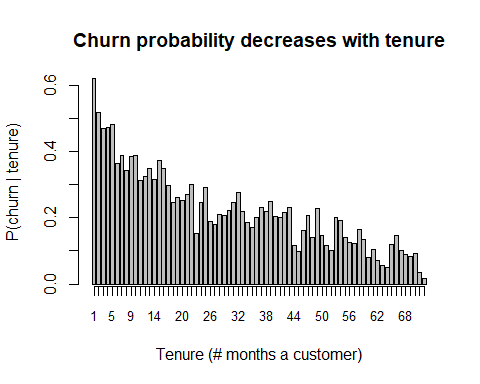 Churn probability decreases with tenure
P(churn | tenure)
0.6
0.4
0.2
0.0
1 5 9 14 20 26 32 38 44 50 56 62 68
Tenure (# months a customer)